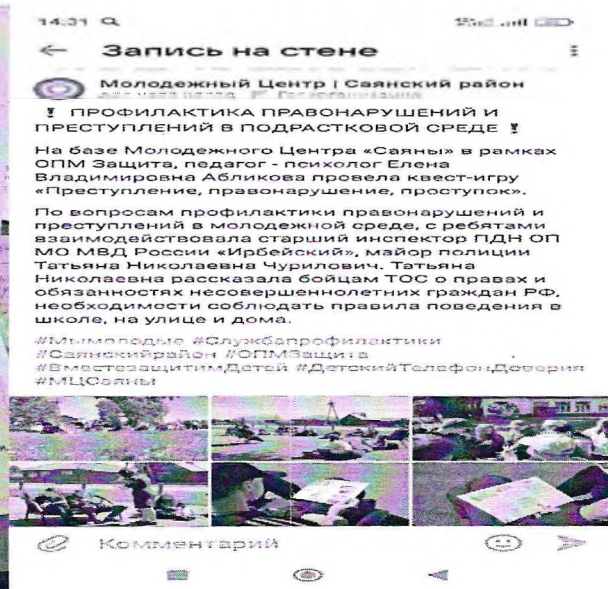 14:31
Запись на стене
Молодежный Центр | Саянский район
два часа назад Госорганизация
❗ ПРОФИЛАКТИКА ПРАВОНАРУШЕНИЙ И
ПРЕСТУПЛЕНИЙ В ПОДРАСТКОВОЙ СРЕДЕ ❗
На базе Молодежного Центра «Саяны» в рамках
ОПМ Защита, педагог - психолог Елена
Владимировна Абликова провела квест-игру
«Преступление, правонарушение, проступок».
По вопросам профилактики правонарушений и
преступлений в молодежной среде, с ребятами
взаимодействовала старший инспектор ПДН ОП
МО МВД России «Ирбейский», майор полиции
Татьяна Николаевна Чурилович. Татьяна
Николаевна рассказала бойцам ТОС о правах и
обязанностях несовершеннолетних граждан РФ,
необходимости соблюдать правила поведения в
школе, на улице и дома.
#Мымолодые #Службапрофилактики
#Саянскийрайон #ОПМЗащита
#ВместезащитимДетей #ДетскийТелефонДоверия
#МЦСаяны
Комментарий